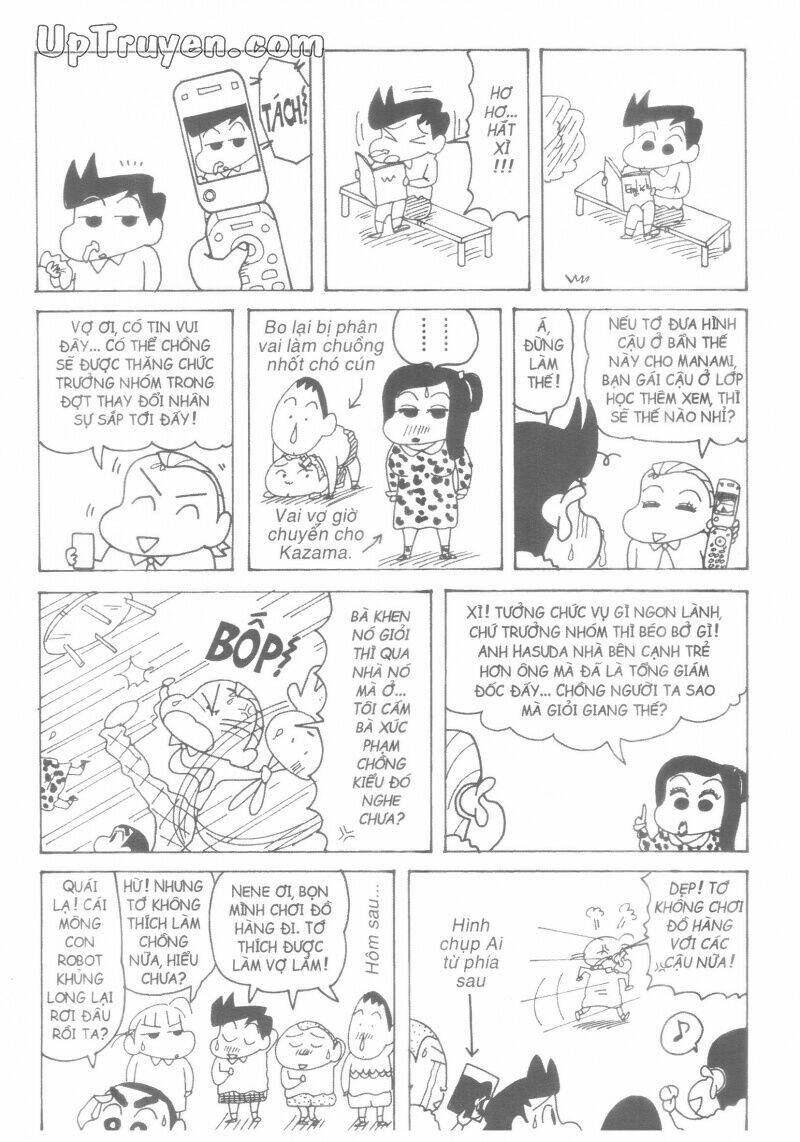 UpTruyen.com
English
HƠ
HƠ...
HẮT
XÌ
!!!
W
TÁCH!
NẾU TỚ ĐƯA HÌNH
CẬU Ở BẦN THẾ
NÀY CHO MANAMI,
BẠN GÁI CẬU Ở LỚP
HỌC THÊM XEM, THÌ
SẼ THẾ NÀO NHỈ?
Á,
ĐỪNG
LÀM
THẾ!
Bo lại bị phân
vai làm chuồng
nhốt chó cún
Vai vợ giờ
chuyển cho
Kazama.
VỢ ƠI, CÓ TIN VUI
ĐÂY... CÓ THỂ CHỒNG
SẼ ĐƯỢC THĂNG CHỨC
TRƯỞNG NHÓM TRONG
ĐỢT THAY ĐỔI NHÂN
SỰ SẮP TỚI ĐẤY!
XÌ! TƯỞNG CHỨC VỤ GÌ NGON LÀNH,
CHỨ TRƯỞNG NHÓM THÌ BÉO BỞ GÌ!
ANH HASUDA NHÀ BÊN CẠNH TRẺ
HƠN ÔNG MÀ ĐÃ LÀ TỔNG GIÁM
ĐỐC ĐẤY... CHỒNG NGƯỜI TA SAO
MÀ GIỎI GIANG THẾ?
BÀ KHEN
NÓ GIỎI
THÌ QUA
NHÀ NÓ
MÀ Ở...
TÔI CẤM
BÀ XÚC
PHẠM
CHỒNG
KIỂU ĐÓ
NGHE
CHƯA?
BỐP!
DẸP! TỚ
KHÔNG CHƠI
ĐỒ HÀNG
VỚI CÁC
CẬU NỮA!
Hình
chụp Ai
từ phía
sau
Hôm sau...
NENE ƠI, BỌN
MÌNH CHƠI ĐỒ
HÀNG ĐI. TỚ
THÍCH ĐƯỢC
LÀM VỢ LẮM!
HỪ! NHƯNG
TỚ KHÔNG
THÍCH LÀM
CHỒNG
NỮA, HIỂU
CHƯA?
QUÁI
LẠ! CÁI
MÔNG
CON
ROBOT
KHỦNG
LONG LẠI
RƠI ĐÂU
RỒI TA?